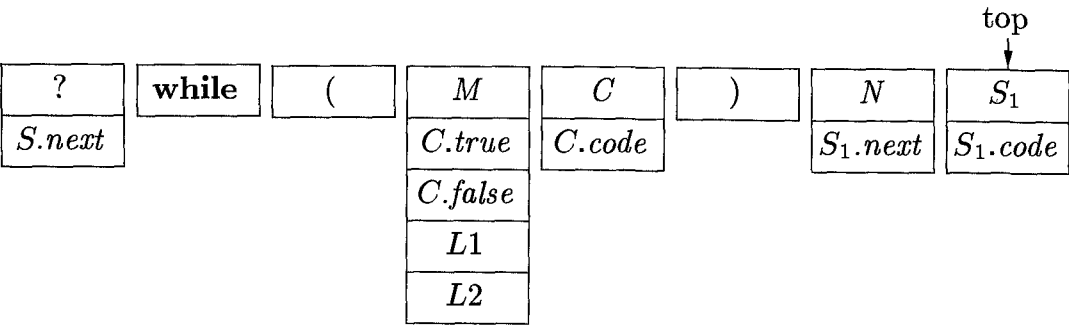 top
? while ( M C ) N S₁
S.next C.true C.code S₁.next S₁.code
C.false
L1
L2